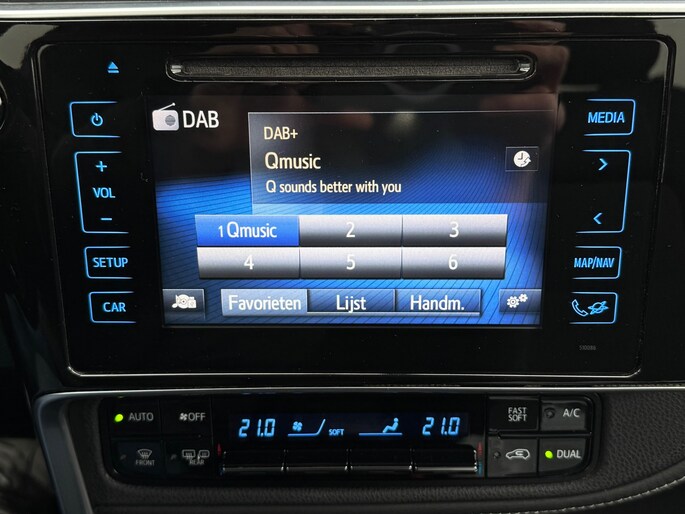 DAB
MEDIA
DAB+
Qmusic
Q sounds better with you
+
VOL
-
>
<
1 Qmusic
2
3
4
5
6
SETUP
MAP/NAV
CAR
Favorieten
Lijst
Handm.
AUTO
OFF
21.0
SOFT
21.0
FAST
SOFT
A/C
FRONT
REAR
DUAL